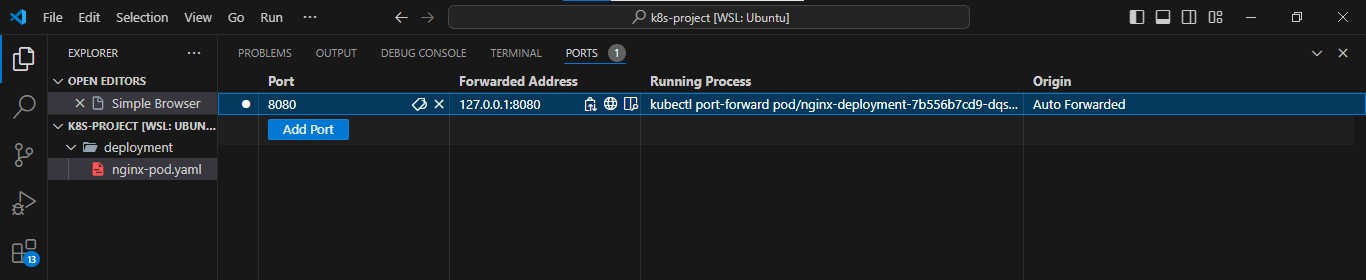 File Edit Selection View Go Run ··· k8s-project [WSL: Ubuntu]
EXPLORER ··· PROBLEMS OUTPUT DEBUG CONSOLE TERMINAL PORTS 1
OPEN EDITORS
Simple Browser
K8S-PROJECT [WSL: UBUN...
deployment
nginx-pod.yaml
13
Port Forwarded Address Running Process Origin
8080 127.0.0.1:8080 kubectl port-forward pod/nginx-deployment-7b556b7cd9-dqs... Auto Forwarded
Add Port